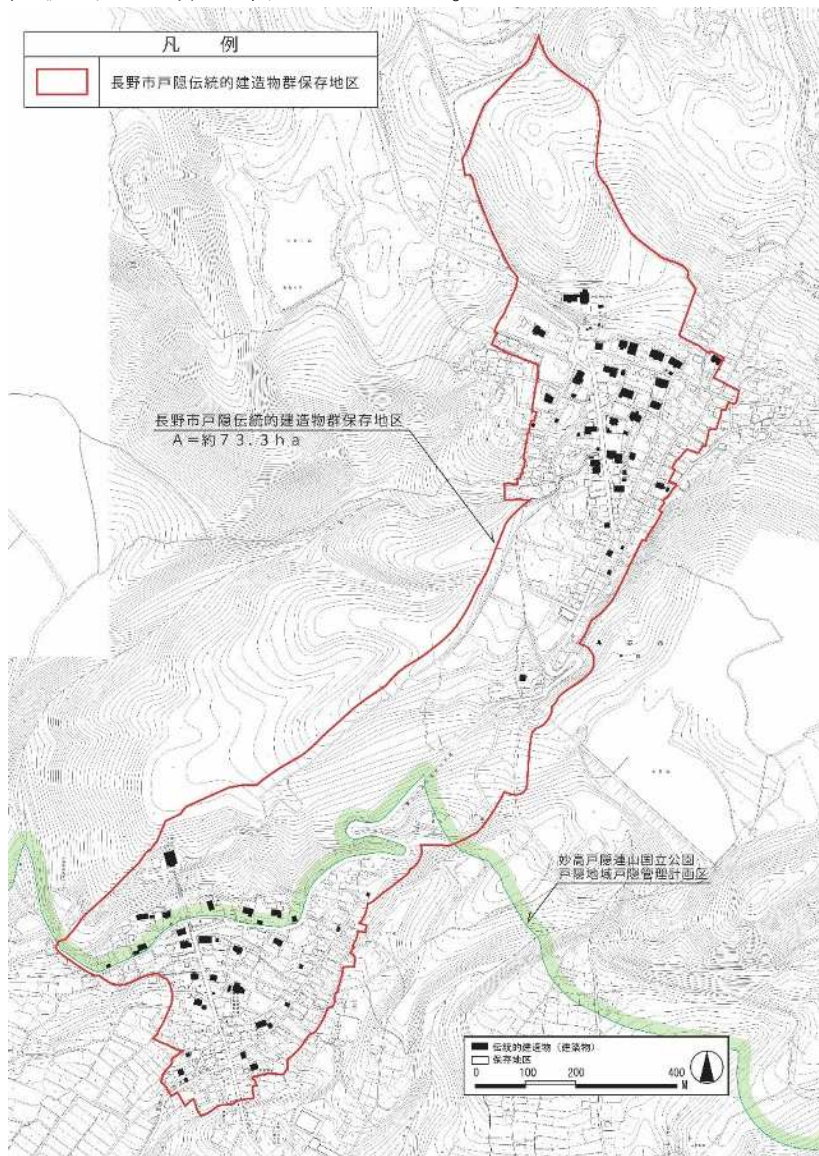 凡 例
長野市戸隠伝統的建造物群保存地区
長野市戸隠伝統的建造物群保存地区
A=約73.3ha
妙高戸隠連山国立公園
戸隠地域戸隠管理計画区
伝統的建造物（建築物）
保存地区
0 100 200 400
M